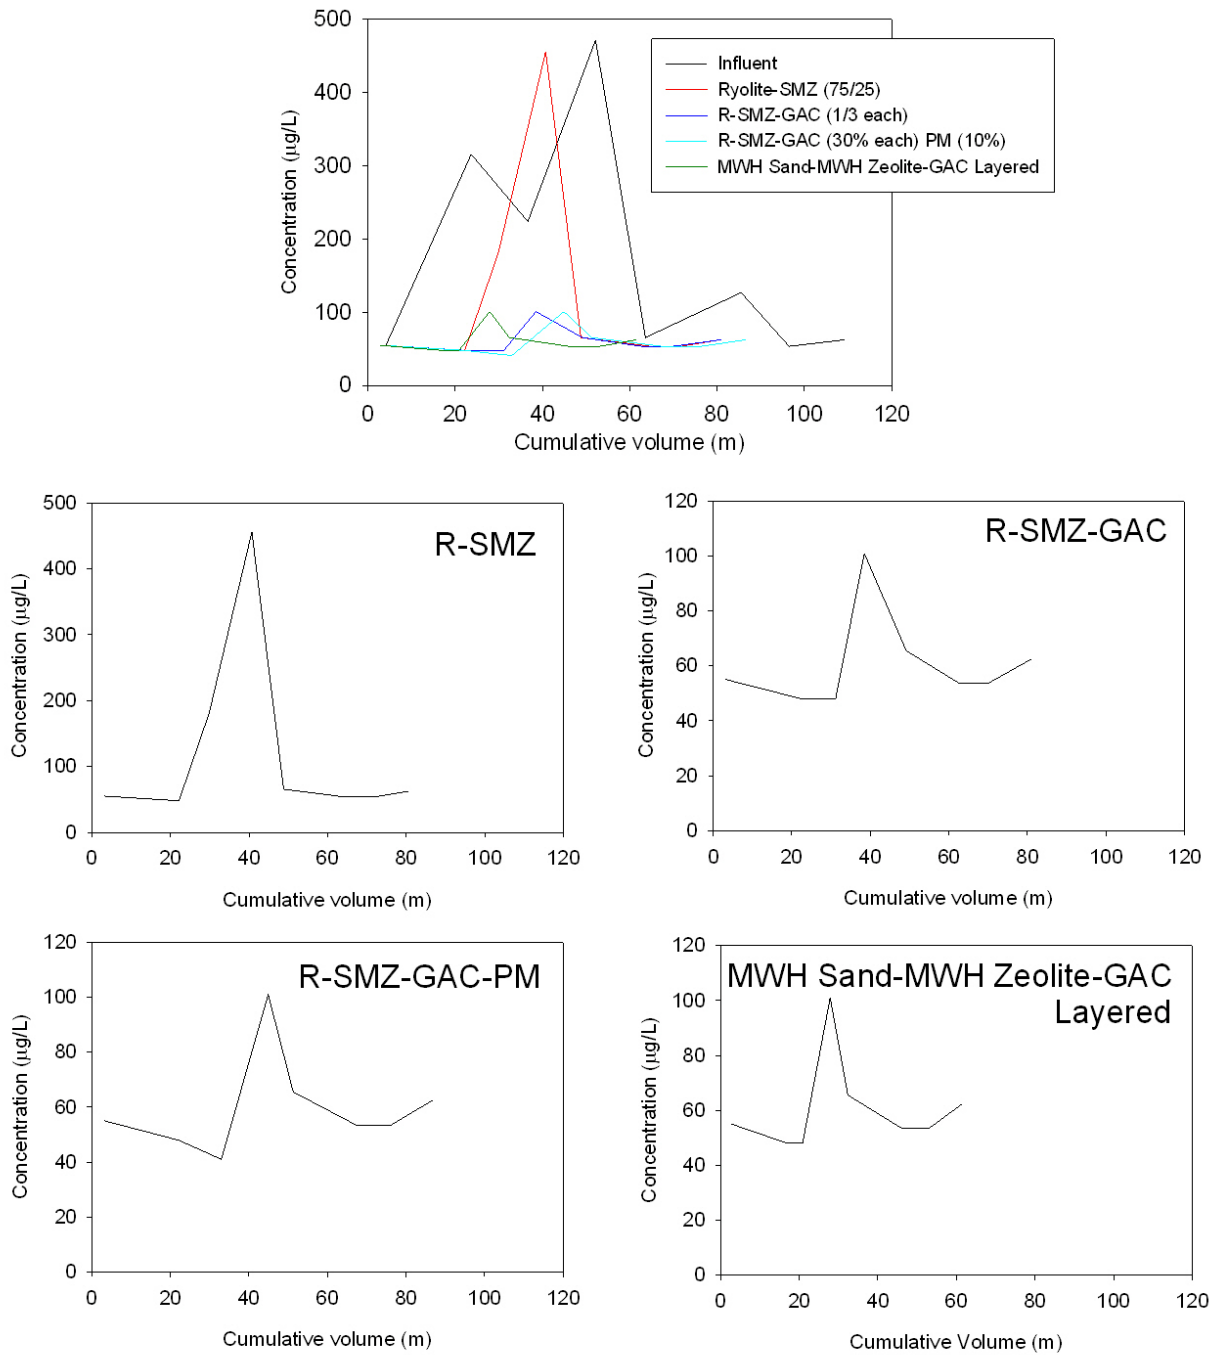 500
400
300
200
100
0
Concentration (µg/L)
Influent
Ryolite-SMZ (75/25)
R-SMZ-GAC (1/3 each)
R-SMZ-GAC (30% each) PM (10%)
MWH Sand-MWH Zeolite-GAC Layered
0 20 40 60 80 100 120
Cumulative volume (m)
R-SMZ
500
400
300
200
100
0
Concentration (µg/L)
0 20 40 60 80 100 120
Cumulative volume (m)
R-SMZ-GAC
120
100
80
60
40
20
0
Concentration (µg/L)
0 20 40 60 80 100 120
Cumulative volume (m)
R-SMZ-GAC-PM
120
100
80
60
40
20
0
Concentration (µg/L)
0 20 40 60 80 100 120
Cumulative volume (m)
MWH Sand-MWH Zeolite-GAC
Layered
120
100
80
60
40
20
0
Concentration (µg/L)
0 20 40 60 80 100 120
Cumulative Volume (m)